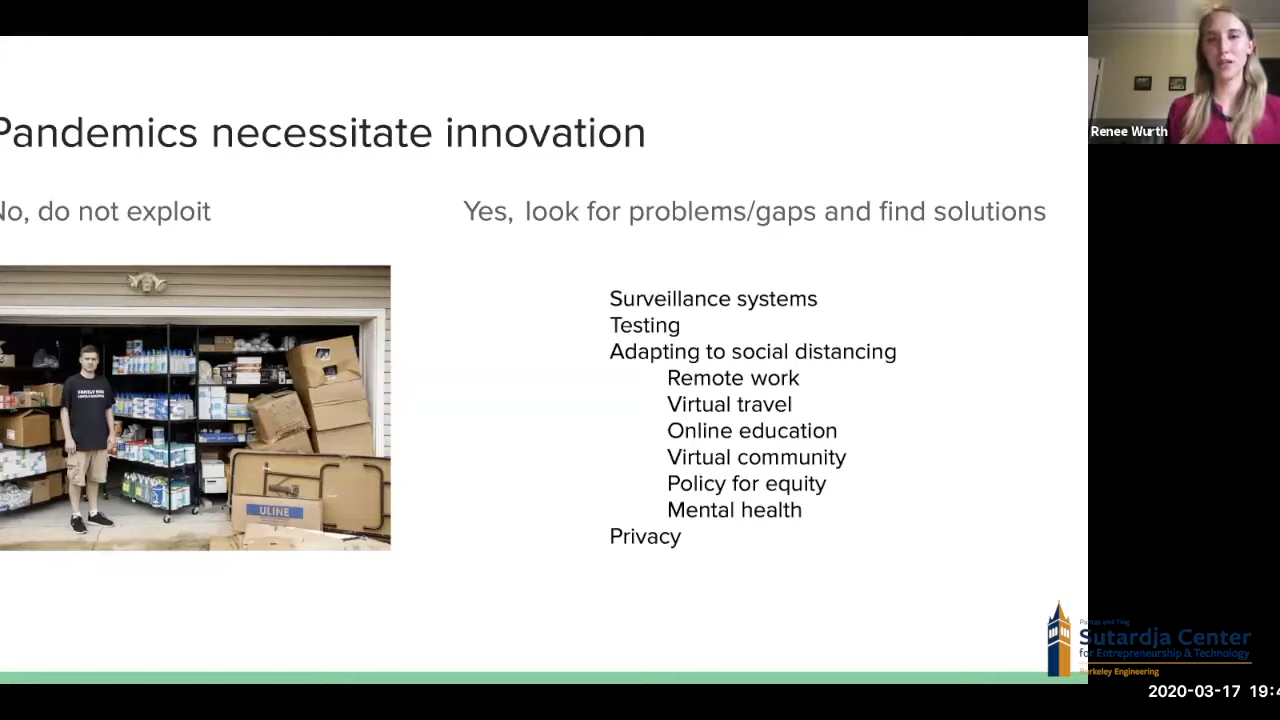 Pandemics necessitate innovation
No, do not exploit
Yes, look for problems/gaps and find solutions
Surveillance systems
Testing
Adapting to social distancing
Remote work
Virtual travel
Online education
Virtual community
Policy for equity
Mental health
Privacy
ULINE
Renee Wurth
Sutardja Center
for Entrepreneurship & Technology
Berkeley Engineering
2020-03-17 19:4